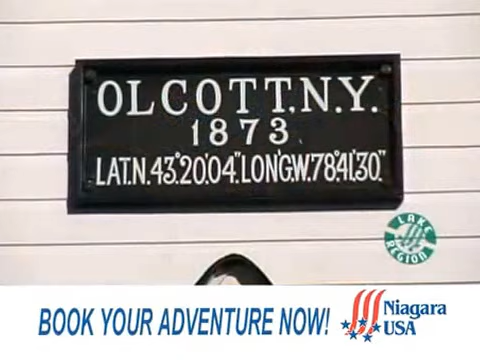 OLCOTT.N.Y.
1873
LAT.N.43°20'.04" LONG.W.78°.41'.30."
LAKE
REGION
BOOK YOUR ADVENTURE NOW!
Niagara
USA